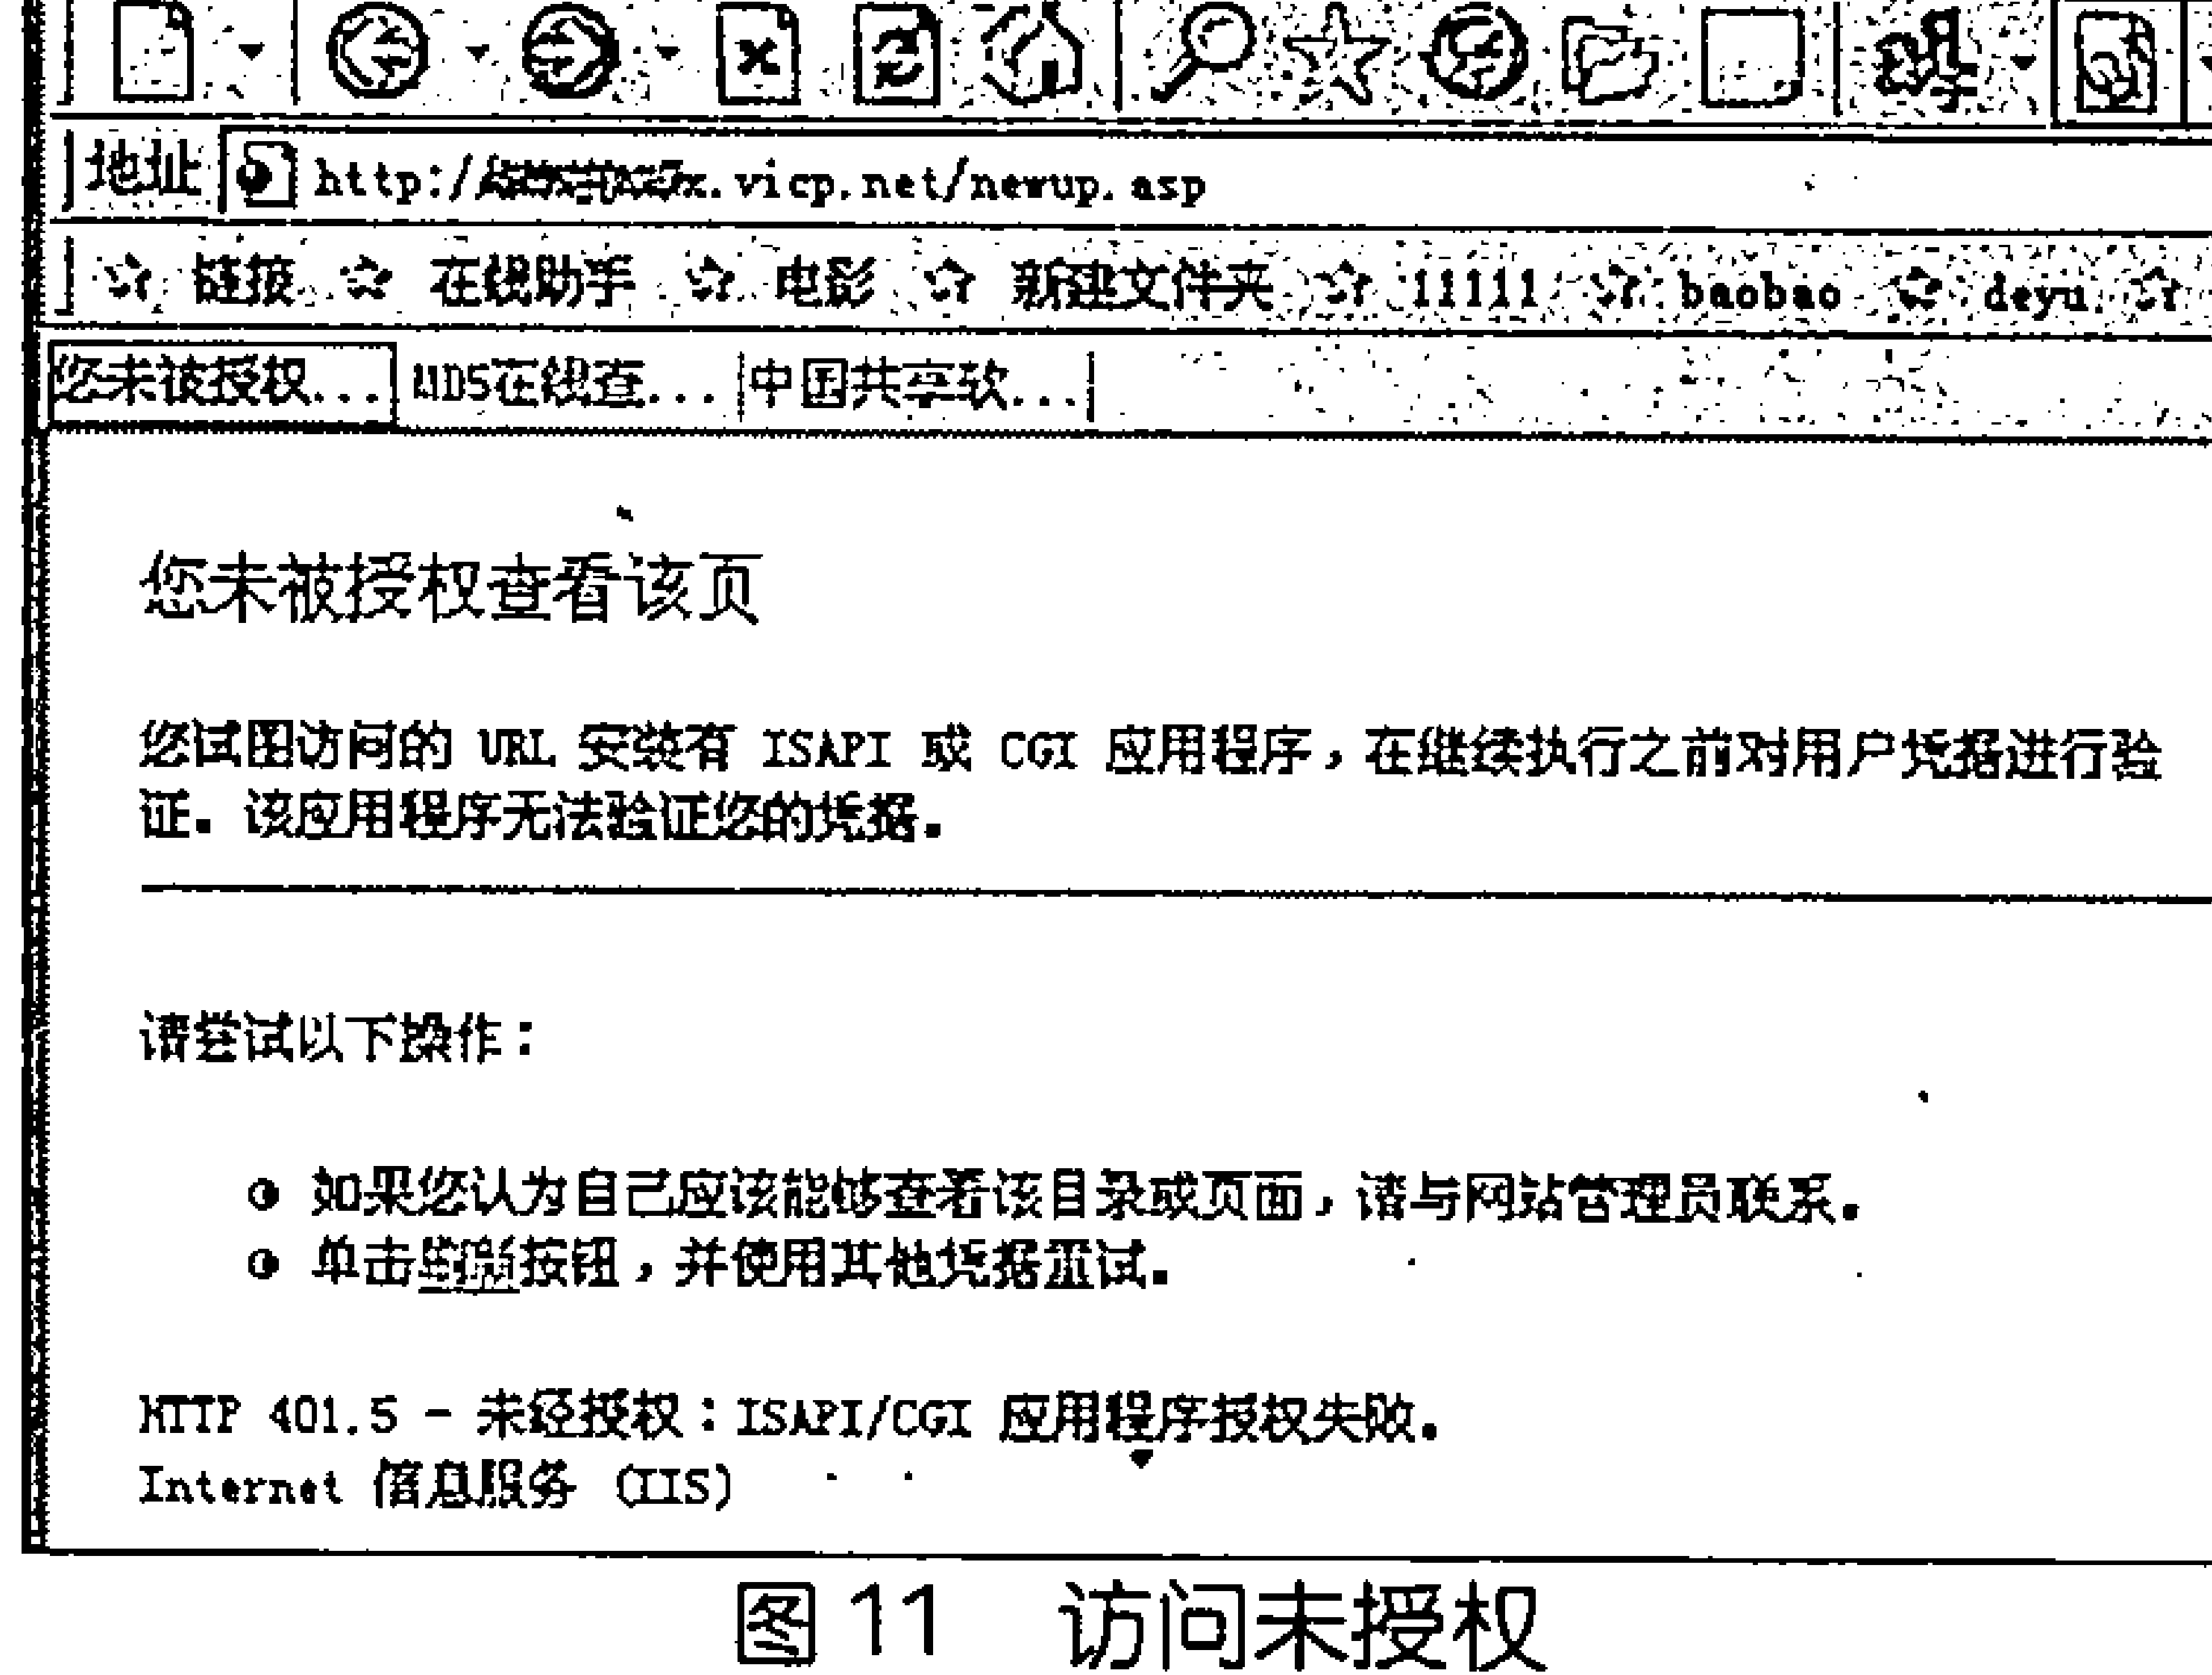 地址 http://x.vicp.net/newup.asp
链接 在线助手 电影 新建文件夹 11111 baobao deyu
您未被授权... MD5在线查... 中国共享软...
您未被授权查看该页
您试图访问的 URL 安装有 ISAPI 或 CGI 应用程序，在继续执行之前对用户凭据进行验
证。该应用程序无法验证您的凭据。
请尝试以下操作：
如果您认为自己应该能够查看该目录或页面，请与网站管理员联系。
单击刷新按钮，并使用其他凭据重试。
HTTP 401.5 - 未经授权：ISAPI/CGI 应用程序授权失败。
Internet 信息服务 (IIS)
图 11 访问未授权